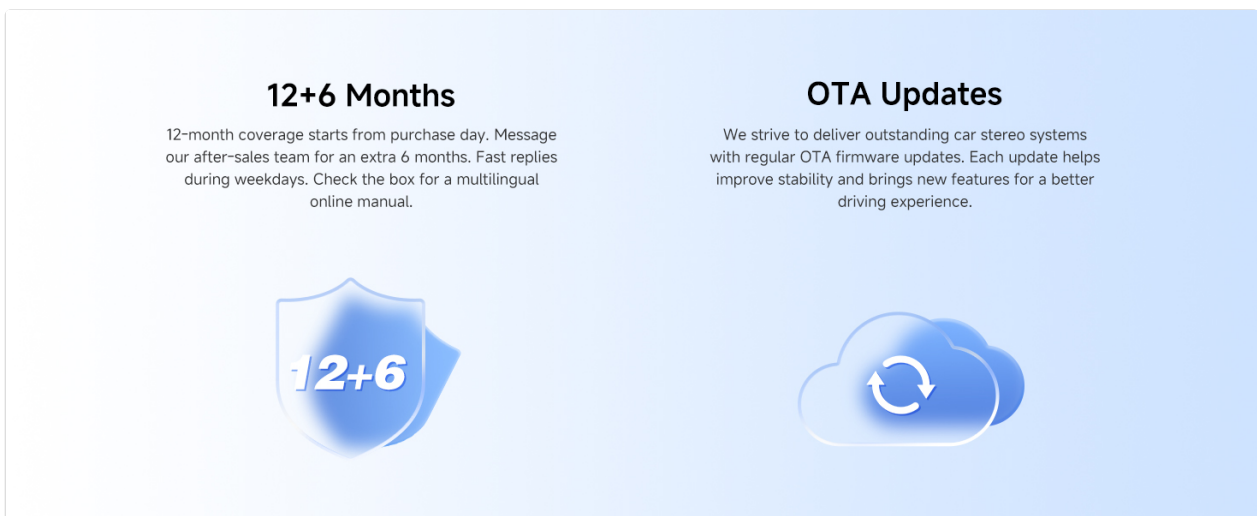 12+6 Months
12-month coverage starts from purchase day. Message
our after-sales team for an extra 6 months. Fast replies
during weekdays. Check the box for a multilingual
online manual.
12+6
OTA Updates
We strive to deliver outstanding car stereo systems
with regular OTA firmware updates. Each update helps
improve stability and brings new features for a better
driving experience.